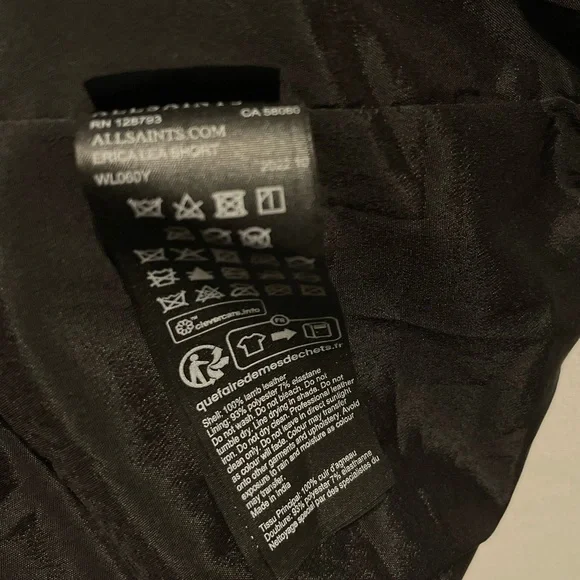 ALLSAINTS
RN 128793 CA 58080
ALLSAINTS.COM
ERICA LEA SHORT
WL060Y
clevercare.info
FR
quefairedemesdechets.fr
Shell: 100% lamb leather
Lining: 93% polyester 7% elastane
Do not wash. Do not bleach. Do not
tumble dry. Line drying in shade. Do not
iron. Do not dry clean. Professional leather
clean only. Do not leave in direct sunlight
as colour will fade. Colour may transfer
onto other garments and upholstery. Avoid
exposure to rain and moisture as colour
may transfer.
Made in India
Tissu Principal: 100% cuir d'agneau
Doublure: 93% polyester 7% élasthanne
Nettoyage spécial par des spécialistes du